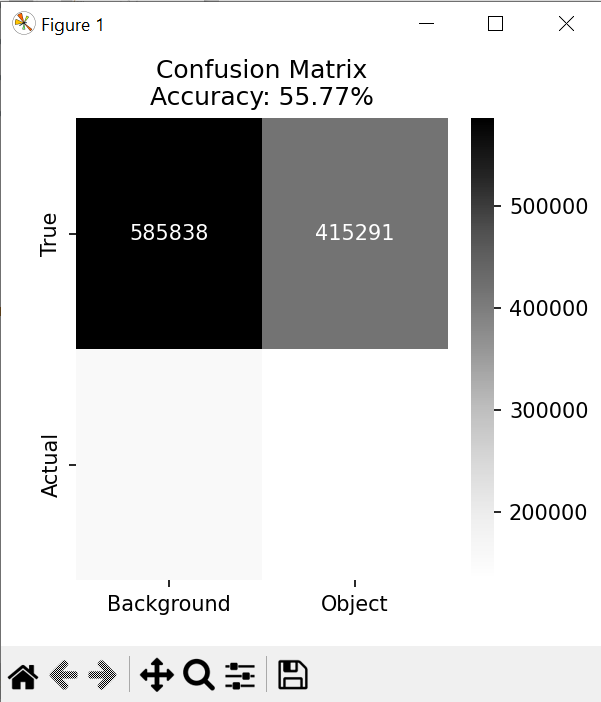 Figure 1
Confusion Matrix
Accuracy: 55.77%
True
585838
415291
Actual
Background
Object
500000
400000
300000
200000